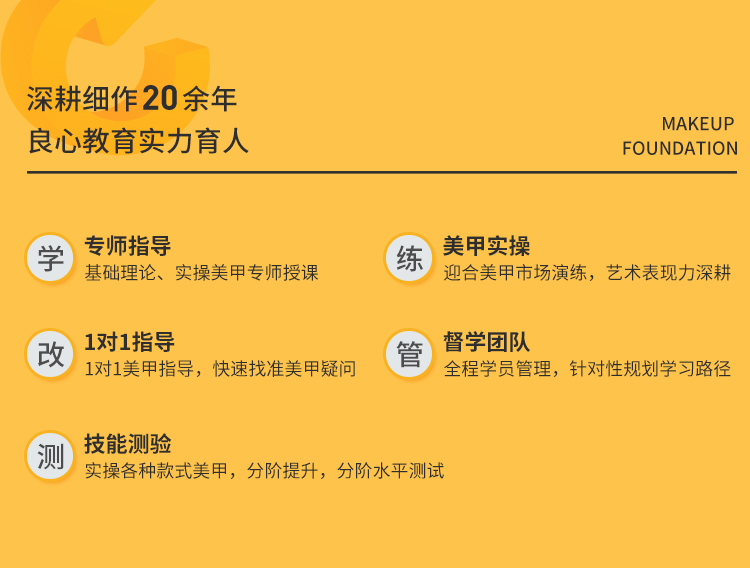 深耕细作20余年
良心教育实力育人
MAKEUP
FOUNDATION
学
专师指导
基础理论、实操美甲专师授课
练
美甲实操
迎合美甲市场演练，艺术表现力深耕
改
1对1指导
1对1美甲指导，快速找准美甲疑问
管
督学团队
全程学员管理，针对性规划学习路径
测
技能测验
实操各种款式美甲，分阶提升，分阶水平测试